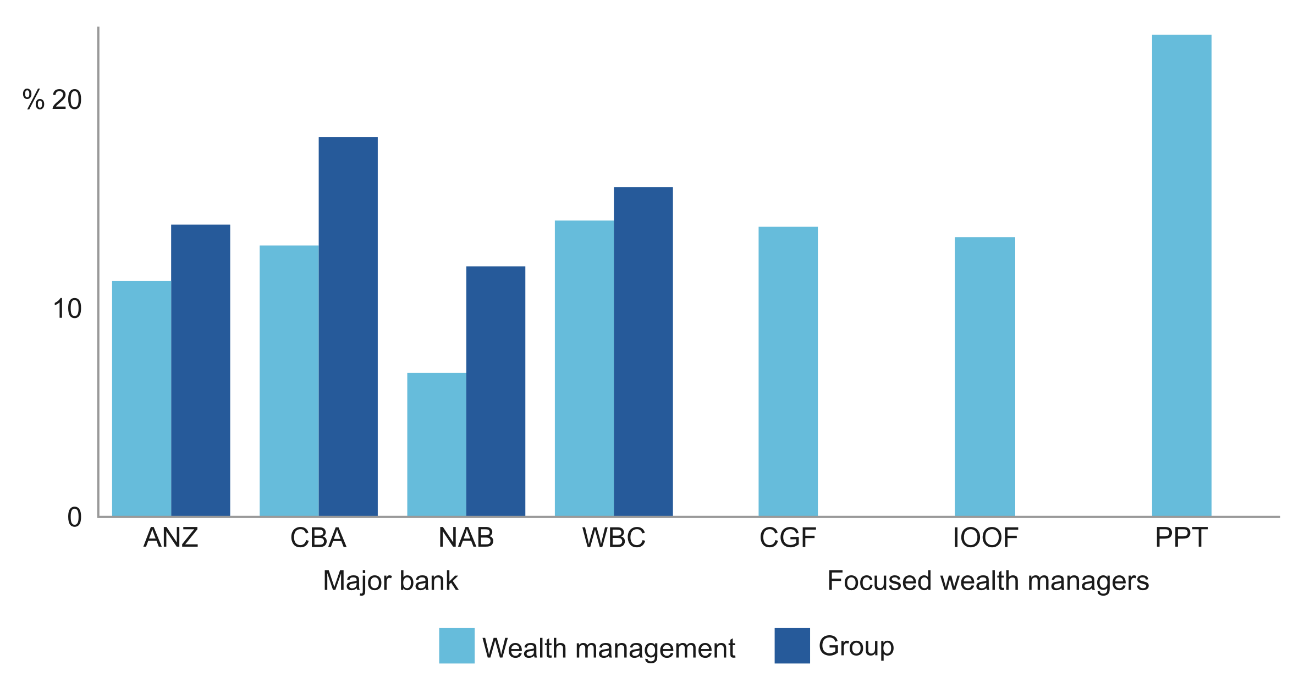 % 20
10
0
ANZ CBA NAB WBC CGF IOOF PPT
Major bank Focused wealth managers
Wealth management Group